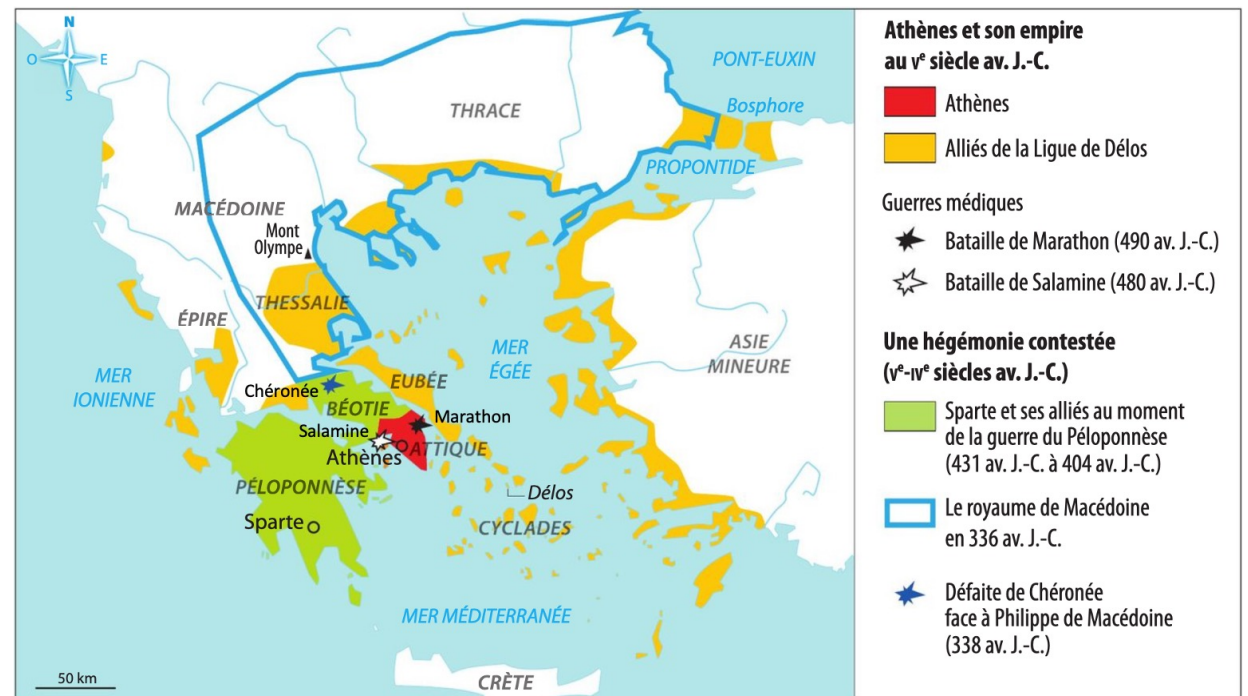 N
O
E
S
PONT-EUXIN
Bosphore
THRACE
PROPONTIDE
MACÉDOINE
Mont
Olympe
THESSALIE
ÉPIRE
MER
IONIENNE
MER
ÉGÉE
ASIE
MINEURE
Chéronée
EUBÉE
BÉOTIE
Marathon
Salamine
ATTIQUE
Athènes
PÉLOPONNÈSE
Délos
Sparte
CYCLADES
MER MÉDITERRANÉE
CRÈTE
50 km
Athènes et son empire
au Ve siècle av. J.-C.
Athènes
Alliés de la Ligue de Délos
Guerres médiques
Bataille de Marathon (490 av. J.-C.)
Bataille de Salamine (480 av. J.-C.)
Une hégémonie contestée
(Ve-IVe siècles av. J.-C.)
Sparte et ses alliés au moment
de la guerre du Péloponnèse
(431 av. J.-C. à 404 av. J.-C.)
Le royaume de Macédoine
en 336 av. J.-C.
Défaite de Chéronée
face à Philippe de Macédoine
(338 av. J.-C.)